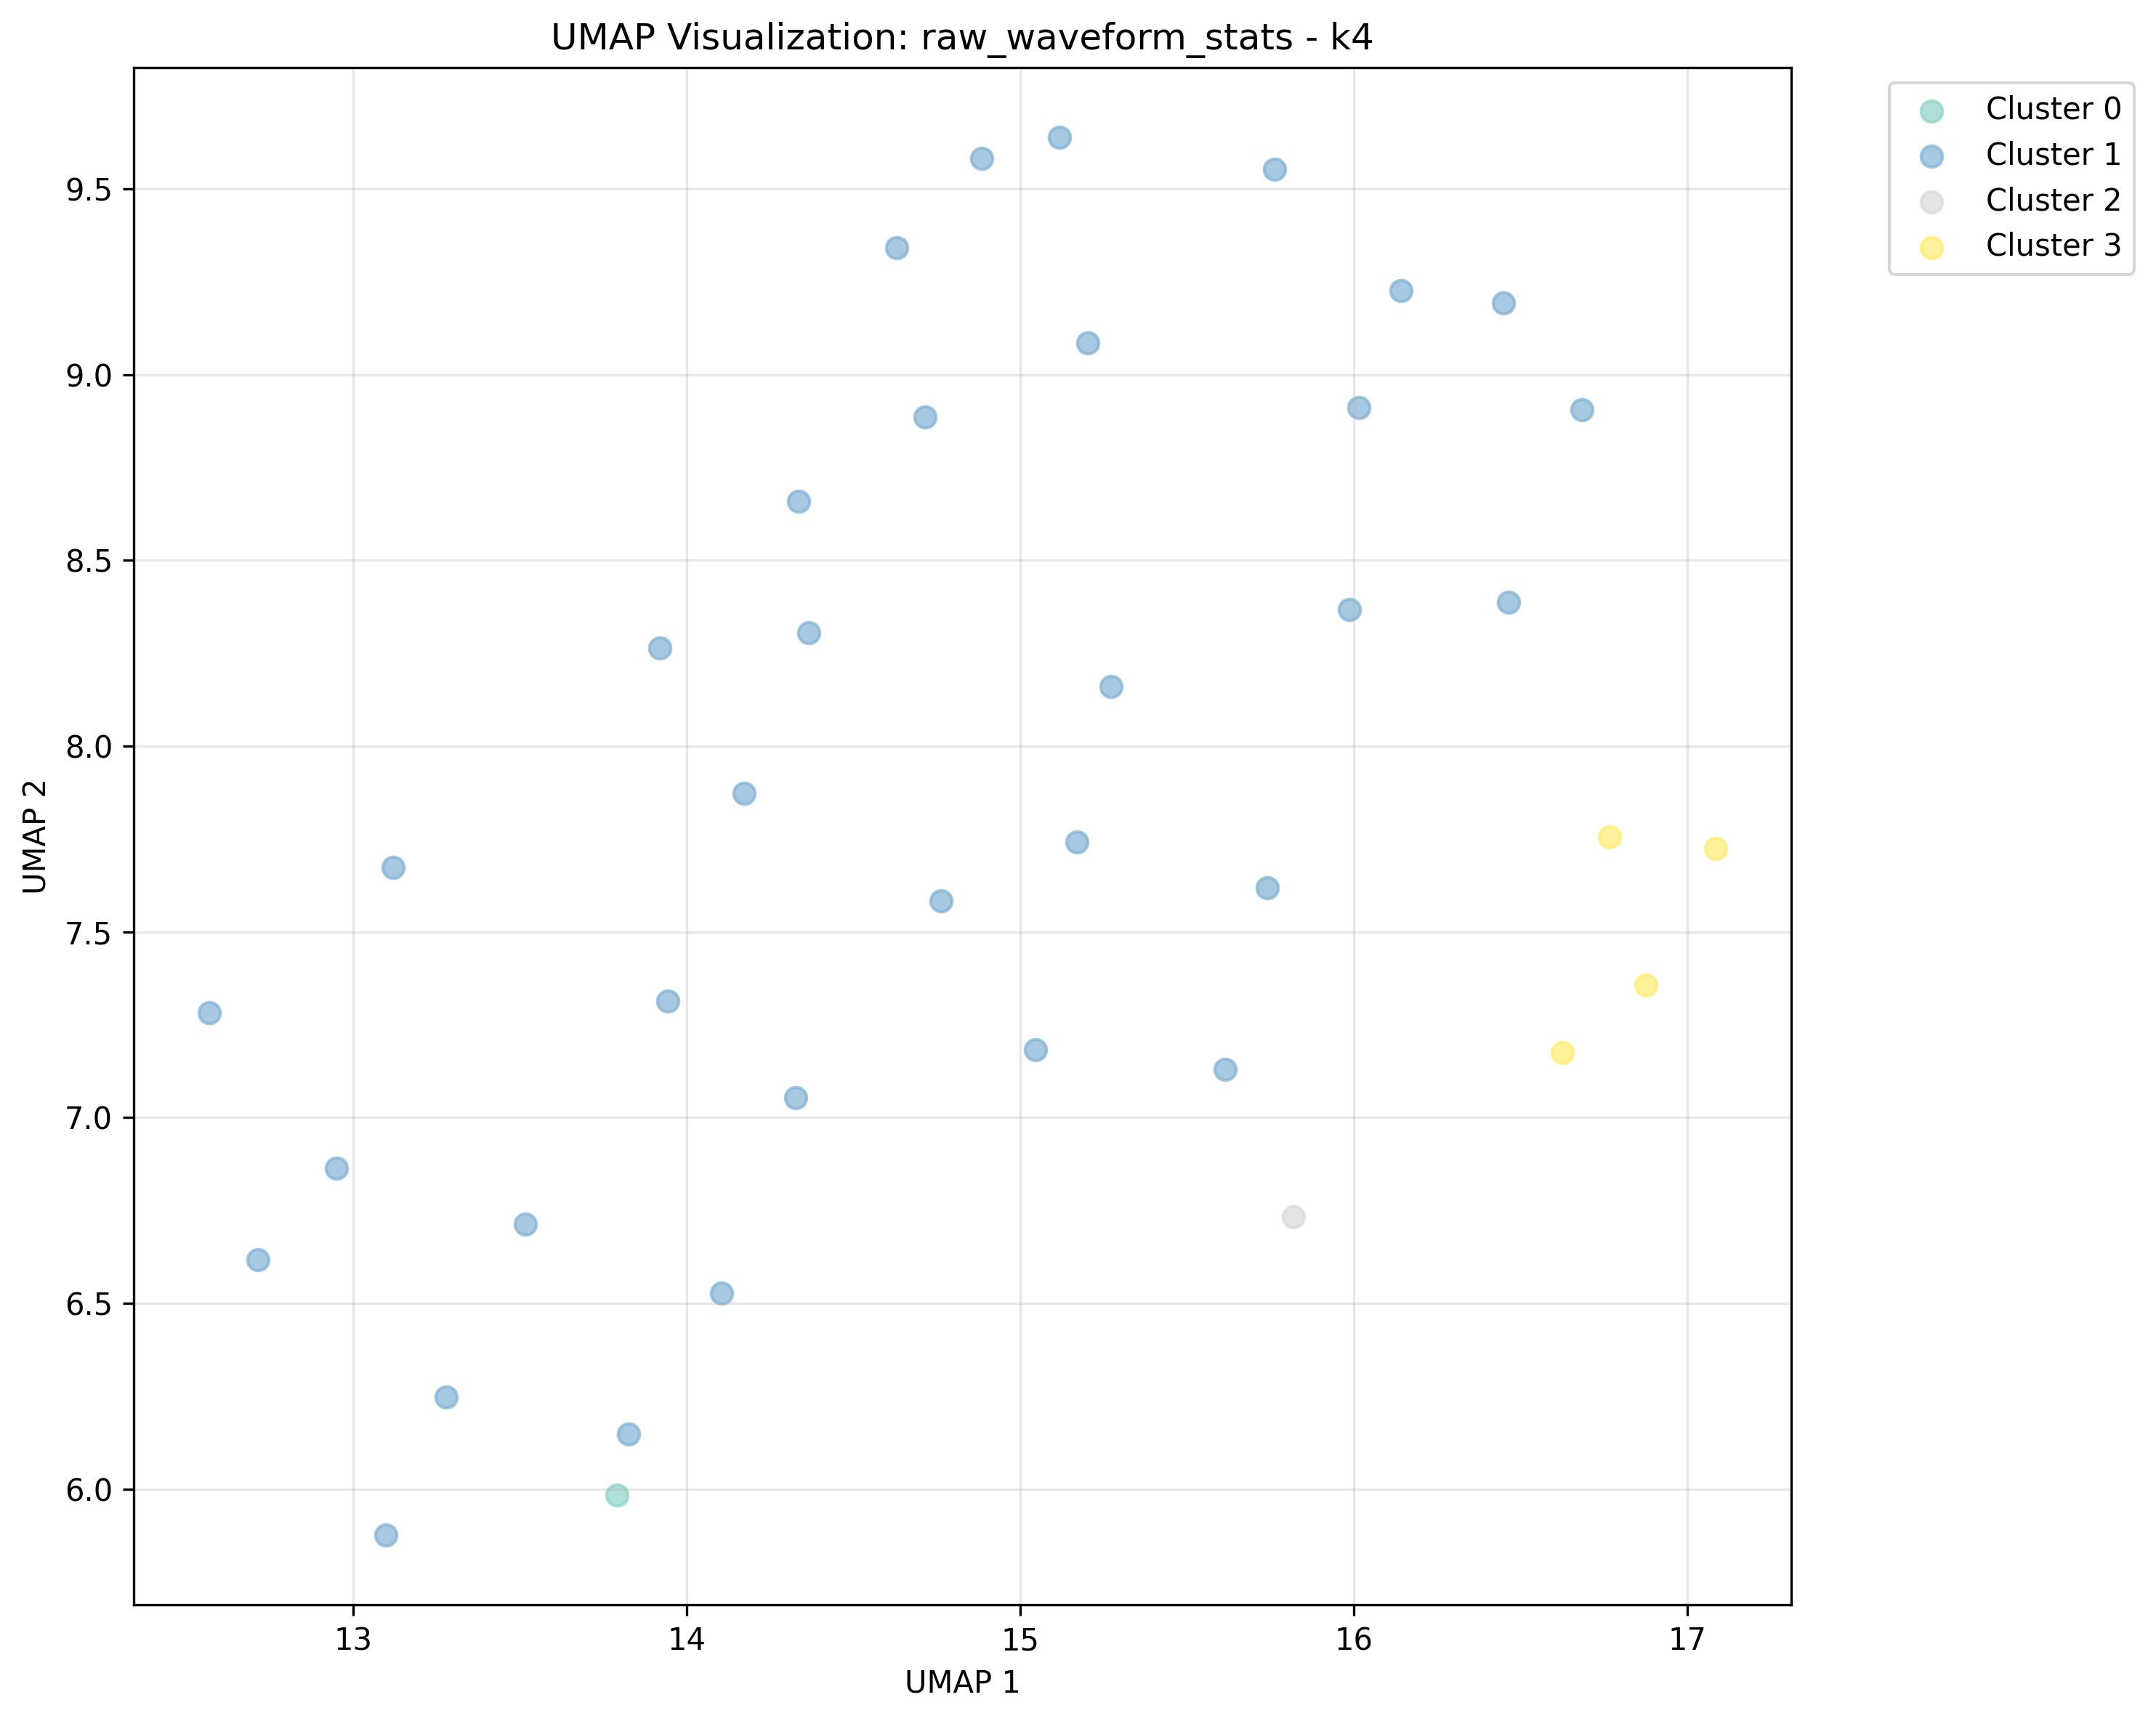 UMAP Visualization: raw_waveform_stats - k4
Cluster 0
Cluster 1
Cluster 2
Cluster 3
9.5
9.0
8.5
8.0
7.5
7.0
6.5
6.0
UMAP 2
13 14 15 16 17
UMAP 1